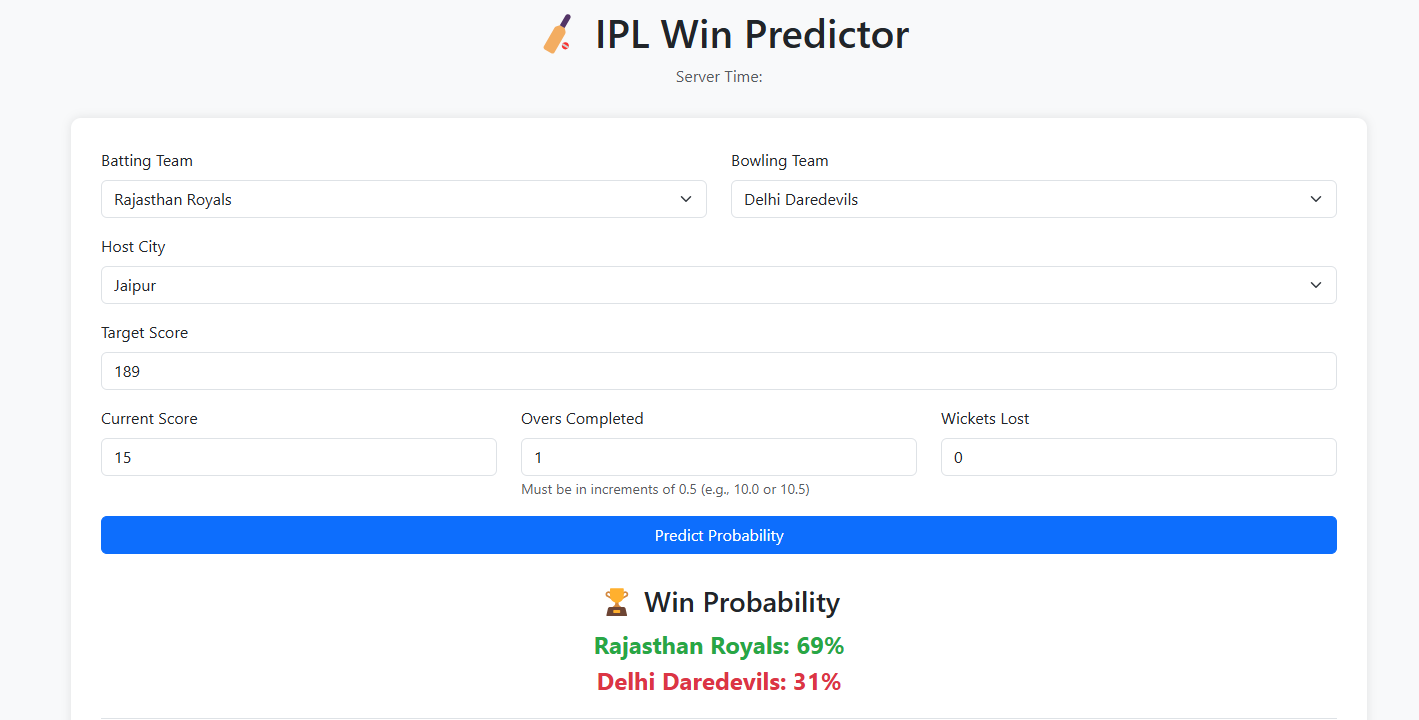 IPL Win Predictor
Server Time:
Batting Team
Bowling Team
Rajasthan Royals
Delhi Daredevils
Host City
Jaipur
Target Score
189
Current Score
Overs Completed
Wickets Lost
15
1
0
Must be in increments of 0.5 (e.g., 10.0 or 10.5)
Predict Probability
Win Probability
Rajasthan Royals: 69%
Delhi Daredevils: 31%